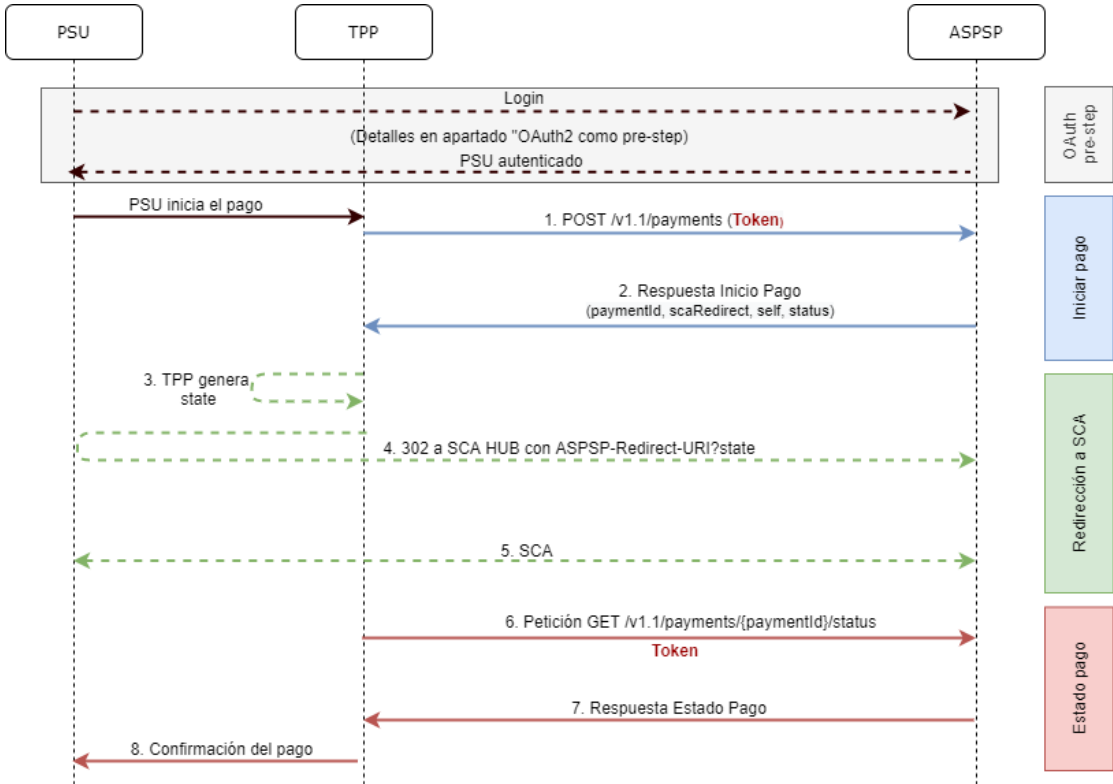 PSU
TPP
ASPSP
Login
(Detalles en apartado "OAuth2 como pre-step)
PSU autenticado
OAuth
pre-step
PSU inicia el pago
1. POST /v1.1/payments (Token)
2. Respuesta Inicio Pago
(paymentId, scaRedirect, self, status)
Iniciar pago
3. TPP genera
state
4. 302 a SCA HUB con ASPSP-Redirect-URI?state
5. SCA
Redirección a SCA
6. Petición GET /v1.1/payments/{paymentId}/status
Token
7. Respuesta Estado Pago
8. Confirmación del pago
Estado pago